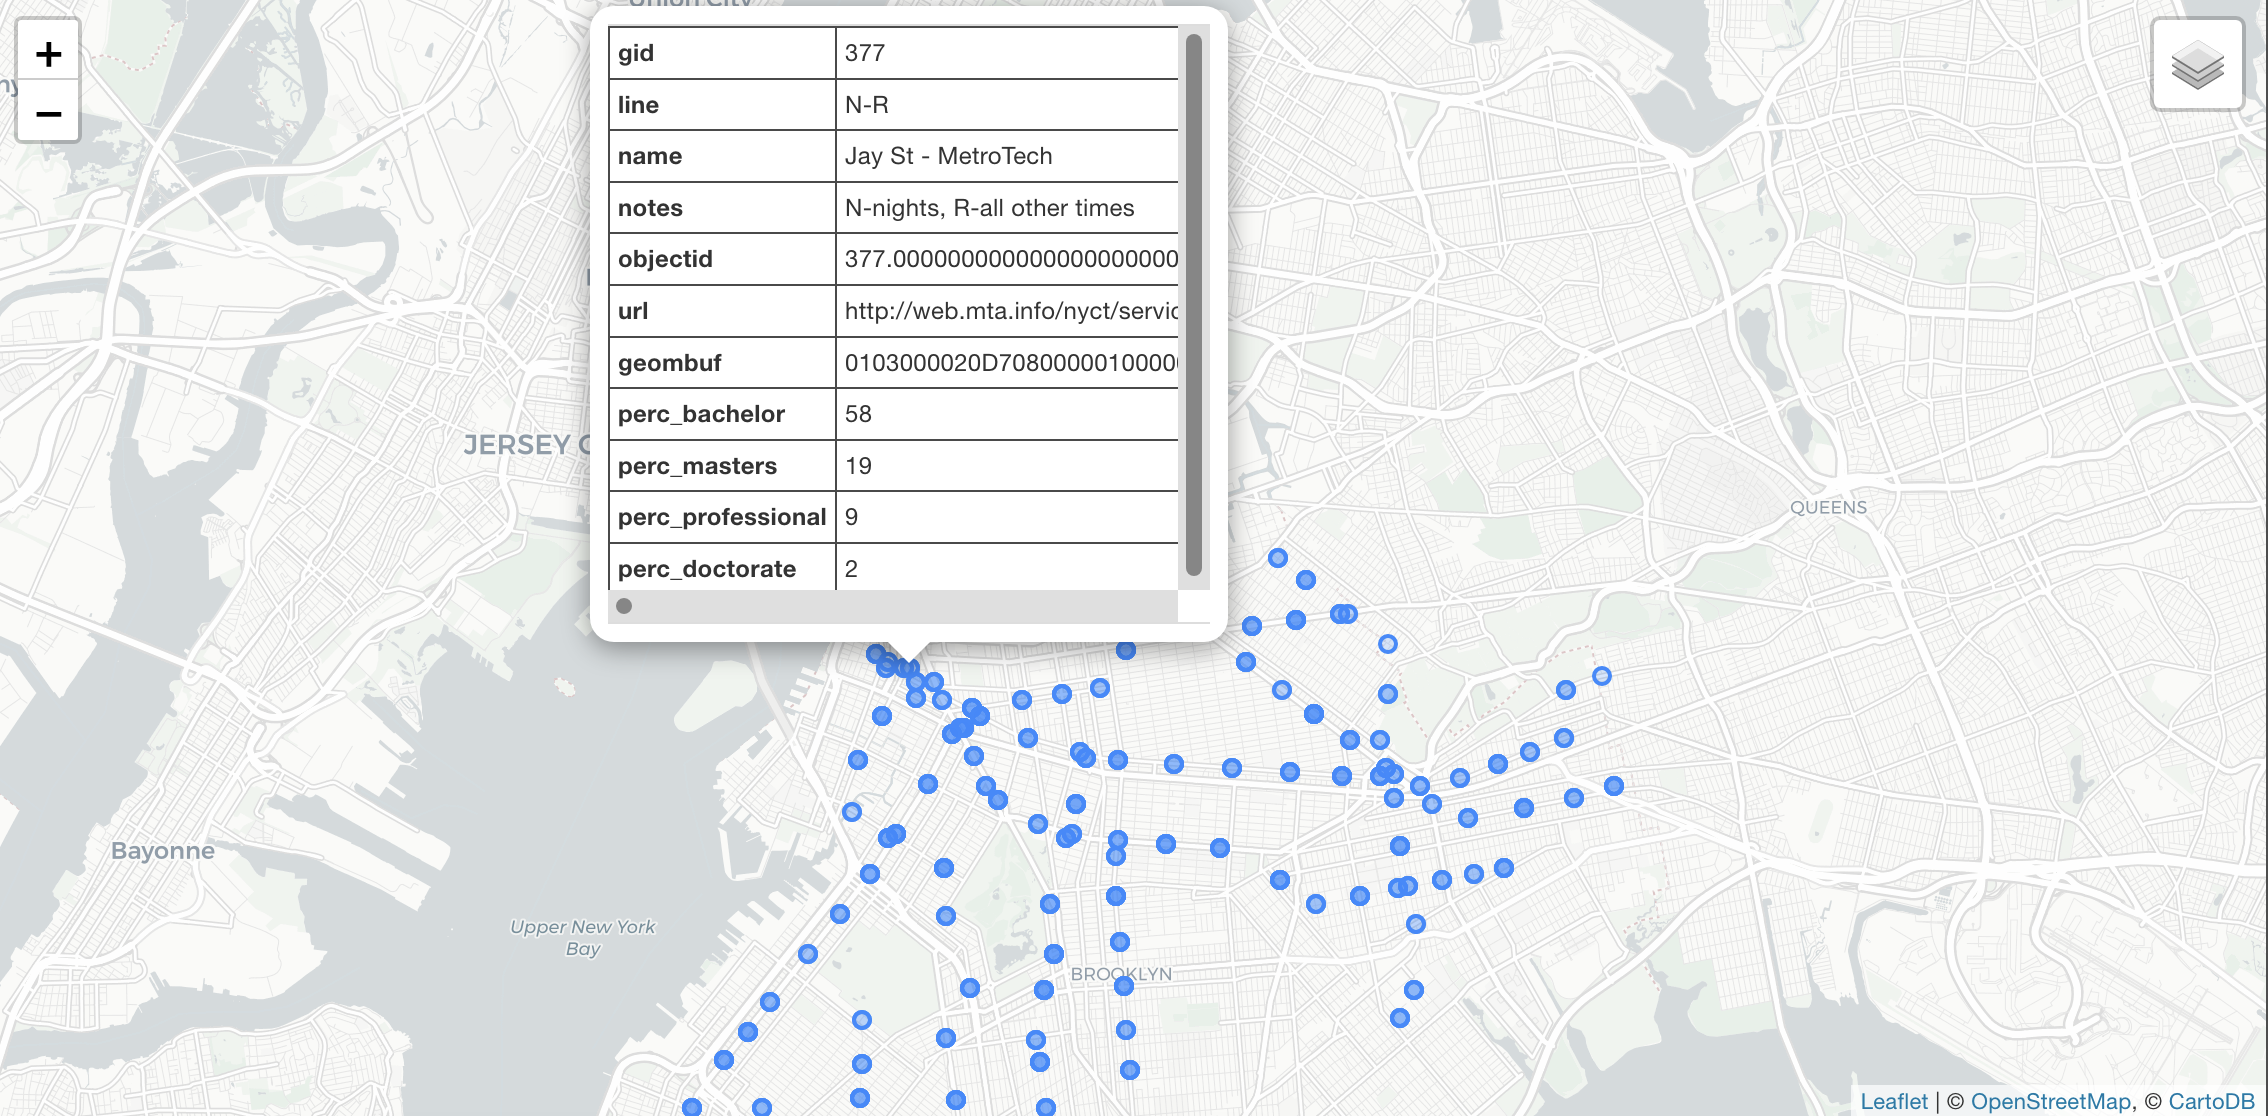 +
−
gid 377
line N-R
name Jay St - MetroTech
notes N-nights, R-all other times
objectid 377.00000000000000000000
url http://web.mta.info/nyct/servic
geombuf 0103000020D70800000100000
perc_bachelor 58
perc_masters 19
perc_professional 9
perc_doctorate 2
JERSEY C
QUEENS
Bayonne
Upper New York
Bay
BROOKLYN
Leaflet | © OpenStreetMap, © CartoDB